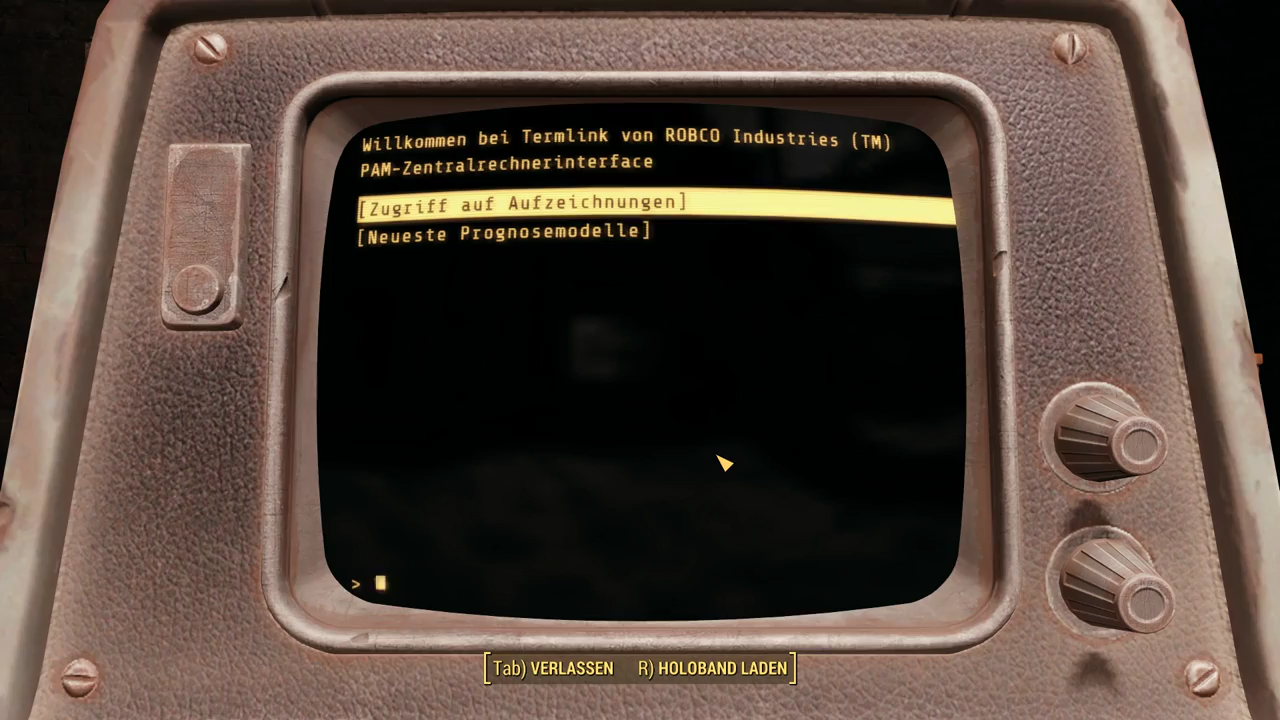 Willkommen bei Termlink von ROBCO Industries (TM)
PAM-Zentralrechnerinterface
[Zugriff auf Aufzeichnungen]
[Neueste Prognosemodelle]
>
[Tab) VERLASSEN R) HOLOBAND LADEN]